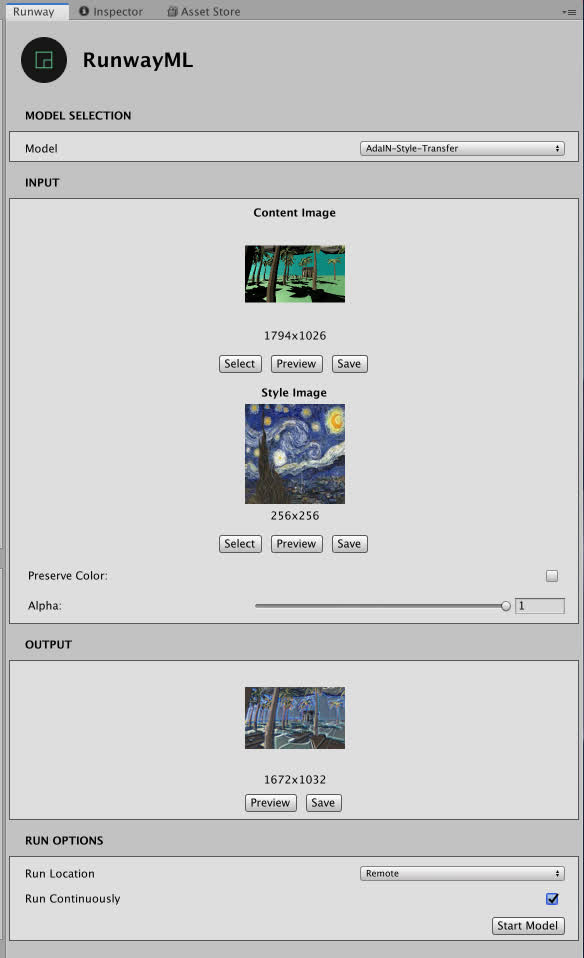 Runway Inspector Asset Store
RunwayML
MODEL SELECTION
Model AdaIN-Style-Transfer
INPUT
Content Image
1794x1026
Select Preview Save
Style Image
256x256
Select Preview Save
Preserve Color:
Alpha: 1
OUTPUT
1672x1032
Preview Save
RUN OPTIONS
Run Location Remote
Run Continuously
Start Model